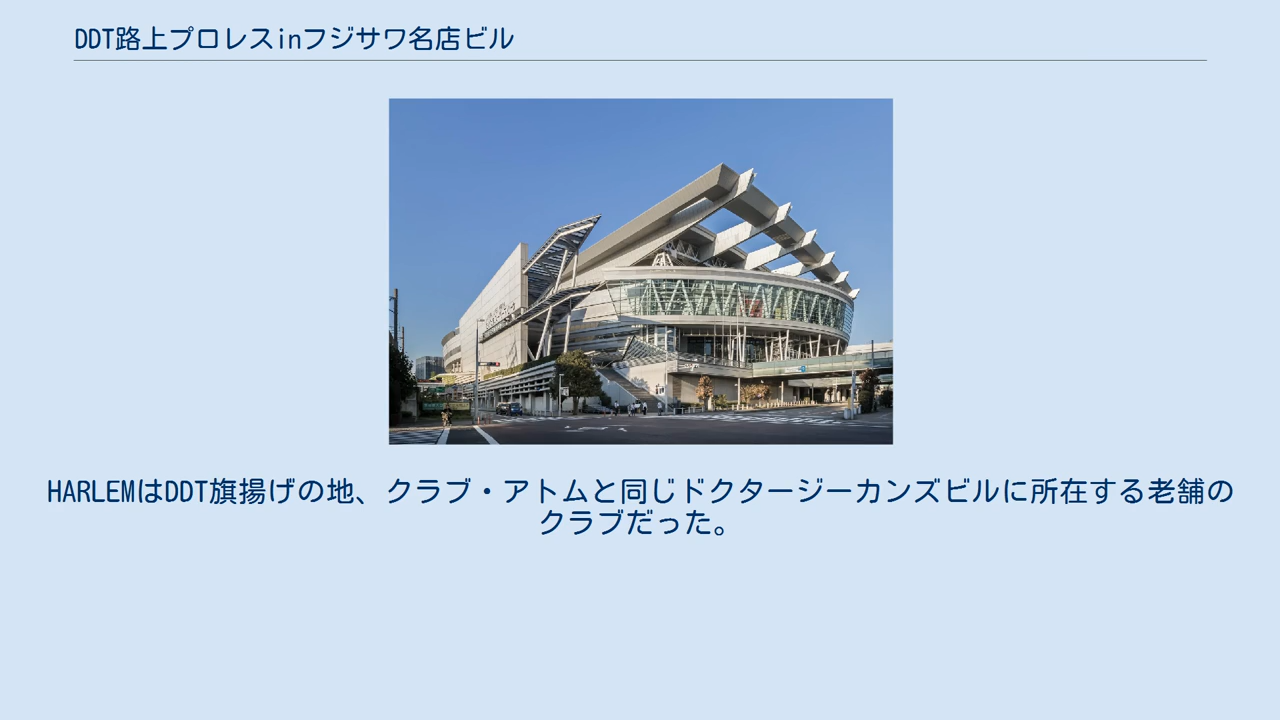 DDT路上プロレスinフジサワ名店ビル
HARLEMはDDT旗揚げの地、クラブ・アトムと同じドクタージーカンズビルに所在する老舗の
クラブだった。